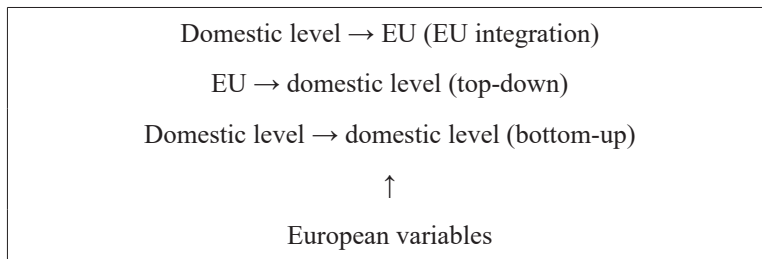 Domestic level → EU (EU integration)
EU → domestic level (top-down)
Domestic level → domestic level (bottom-up)
↑
European variables